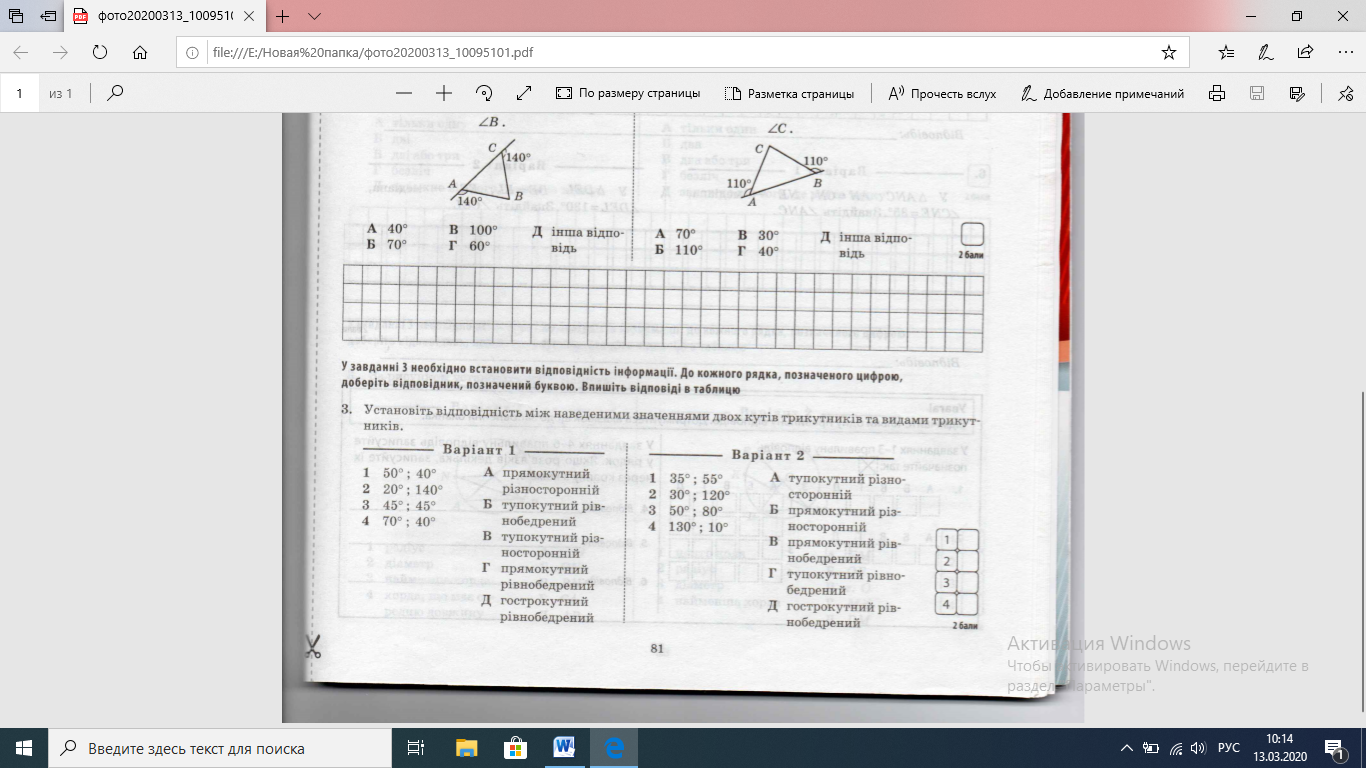 фото20200313_100951(
file:///E:/Новая%20папка/фото20200313_10095101.pdf
1 из 1
По размеру страницы
Разметка страницы
Прочесть вслух
Добавление примечаний
∠B .
C
140°
A
140°
B
А 40°
Б 70°
В 100°
Г 60°
Д інша відпо-
відь
∠C .
C
110°
110°
B
A
А 70°
Б 110°
В 30°
Г 40°
Д інша відпо-
відь
2 бали
У завданні 3 необхідно встановити відповідність інформації. До кожного рядка, позначеного цифрою,
доберіть відповідник, позначений буквою. Впишіть відповіді в таблицю
3. Установіть відповідність між наведеними значеннями двох кутів трикутників та видами трикут-
ників.
Варіант 1
1 50° ; 40°
2 20° ; 140°
3 45° ; 45°
4 70° ; 40°
А прямокутний
різносторонній
Б тупокутний рів-
нобедрений
В тупокутний різ-
носторонній
Г прямокутний
рівнобедрений
Д гострокутний
рівнобедрений
Варіант 2
1 35° ; 55°
2 30° ; 120°
3 50° ; 80°
4 130° ; 10°
А тупокутний різно-
сторонній
Б прямокутний різ-
носторонній
В прямокутний рів-
нобедрений
Г тупокутний рівно-
бедрений
Д гострокутний рів-
нобедрений
1
2
3
4
2 бали
81
Активация Windows
Чтобы активировать Windows, перейдите в
раздел "Параметры".
Введите здесь текст для поиска
РУС
10:14
13.03.2020
1